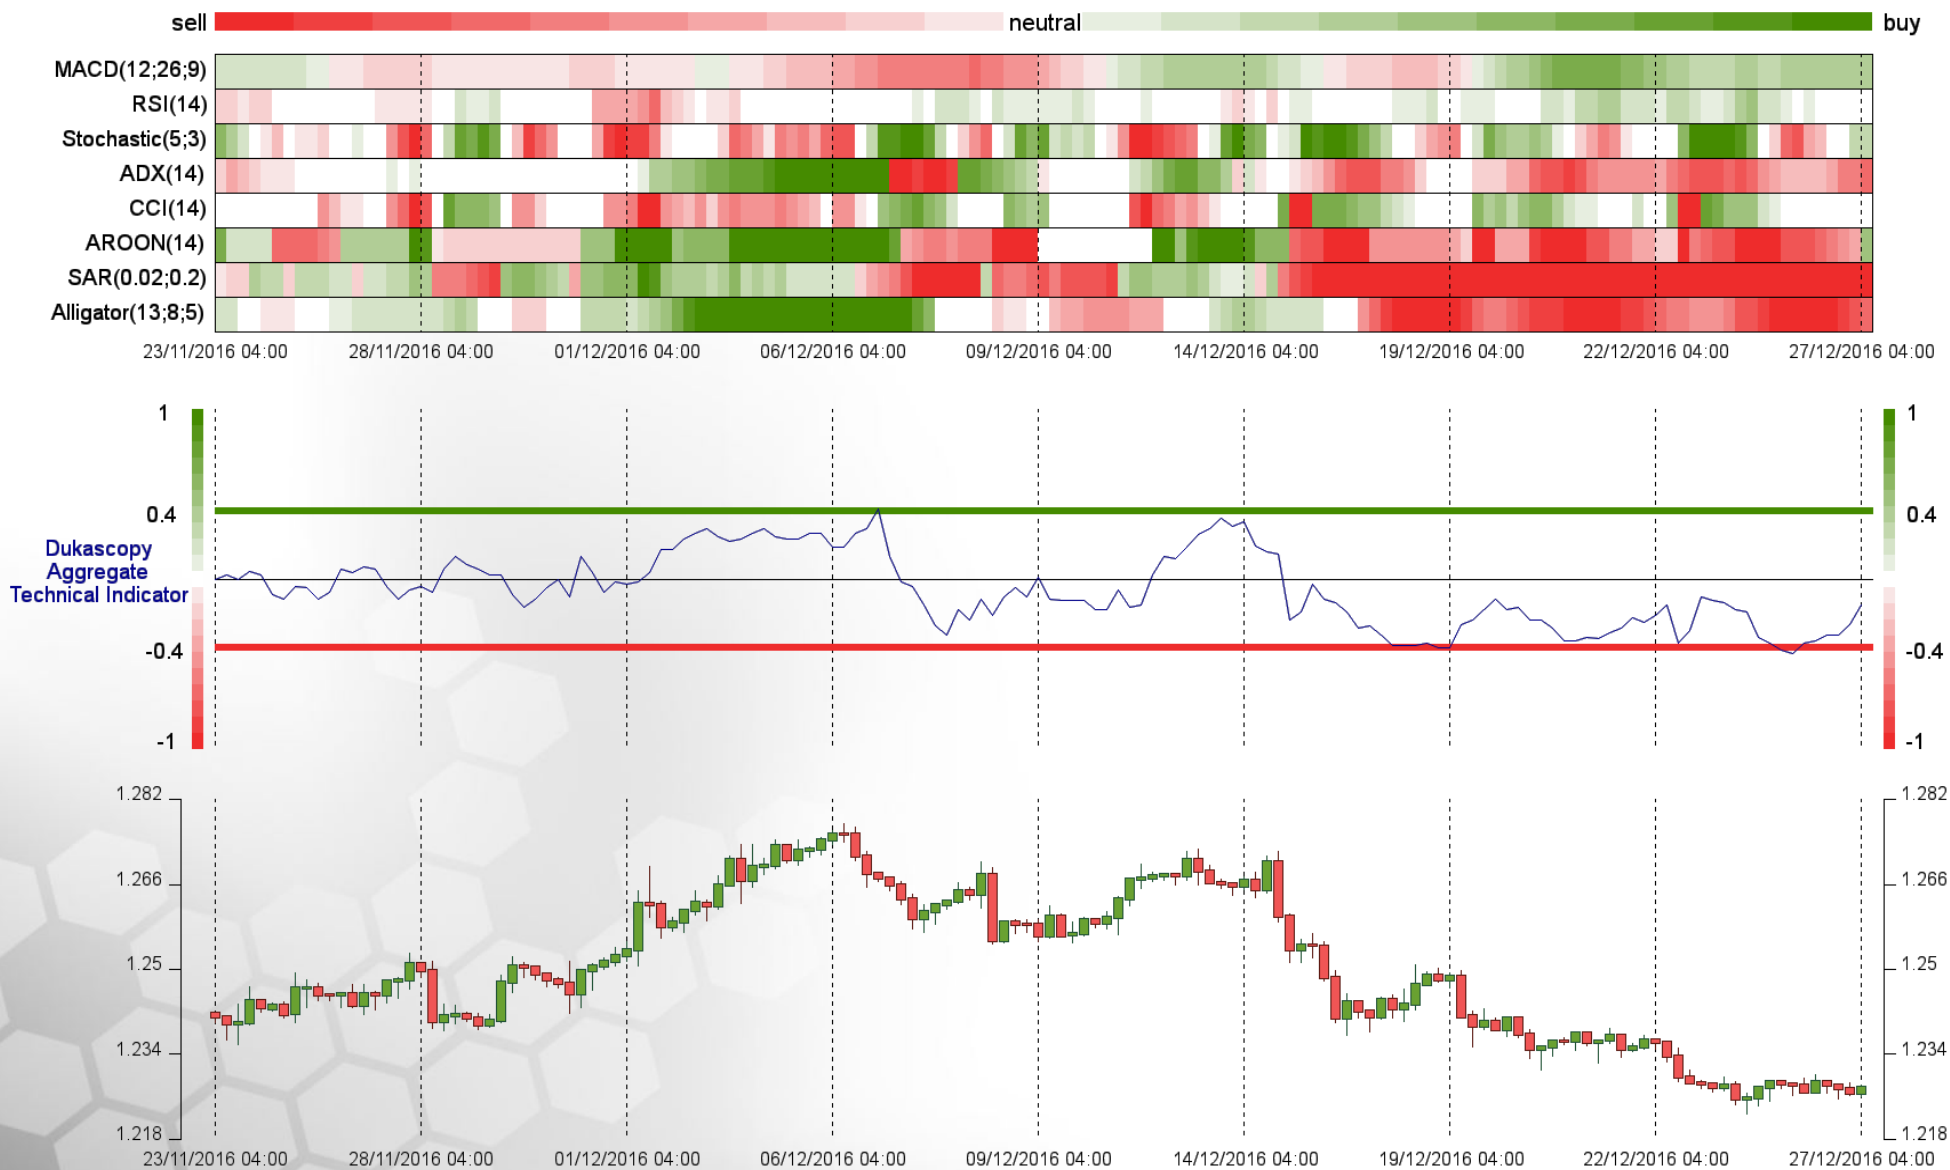 sell neutral buy
MACD(12;26;9)
RSI(14)
Stochastic(5;3)
ADX(14)
CCI(14)
AROON(14)
SAR(0.02;0.2)
Alligator(13;8;5)
23/11/2016 04:00 28/11/2016 04:00 01/12/2016 04:00 06/12/2016 04:00 09/12/2016 04:00 14/12/2016 04:00 19/12/2016 04:00 22/12/2016 04:00 27/12/2016 04:00
1 1
0.4 0.4
Dukascopy
Aggregate
Technical Indicator
-0.4 -0.4
-1 -1
1.282 1.282
1.266 1.266
1.25 1.25
1.234 1.234
1.218 1.218
23/11/2016 04:00 28/11/2016 04:00 01/12/2016 04:00 06/12/2016 04:00 09/12/2016 04:00 14/12/2016 04:00 19/12/2016 04:00 22/12/2016 04:00 27/12/2016 04:00